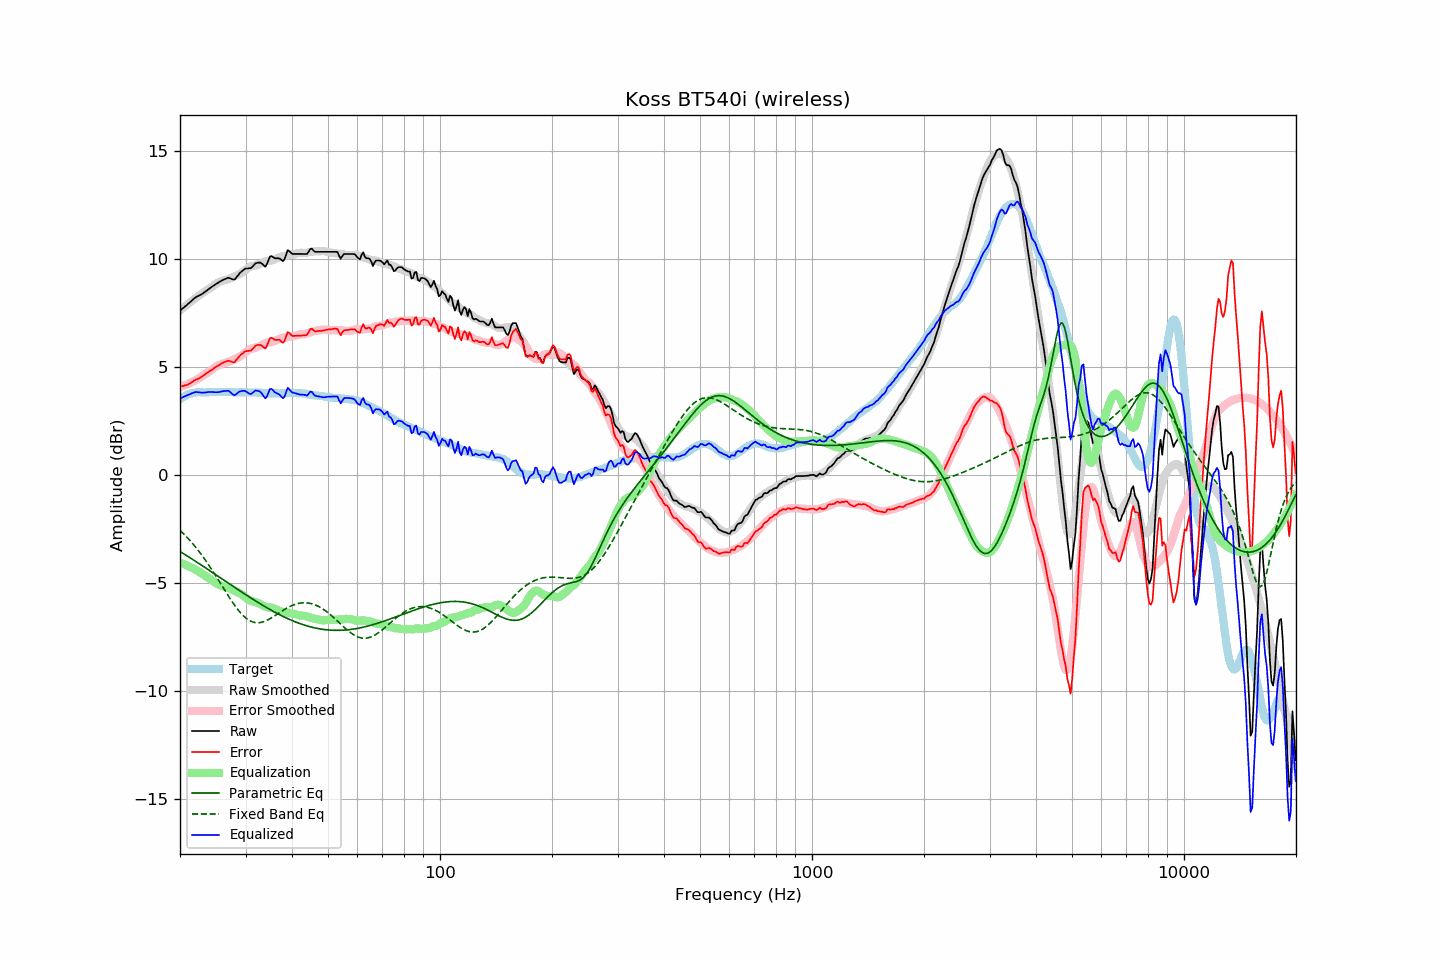 Koss BT540i (wireless)
15
10
5
0
−5
−10
−15
Amplitude (dBr)
Target
Raw Smoothed
Error Smoothed
Raw
Error
Equalization
Parametric Eq
Fixed Band Eq
Equalized
100
1000
10000
Frequency (Hz)